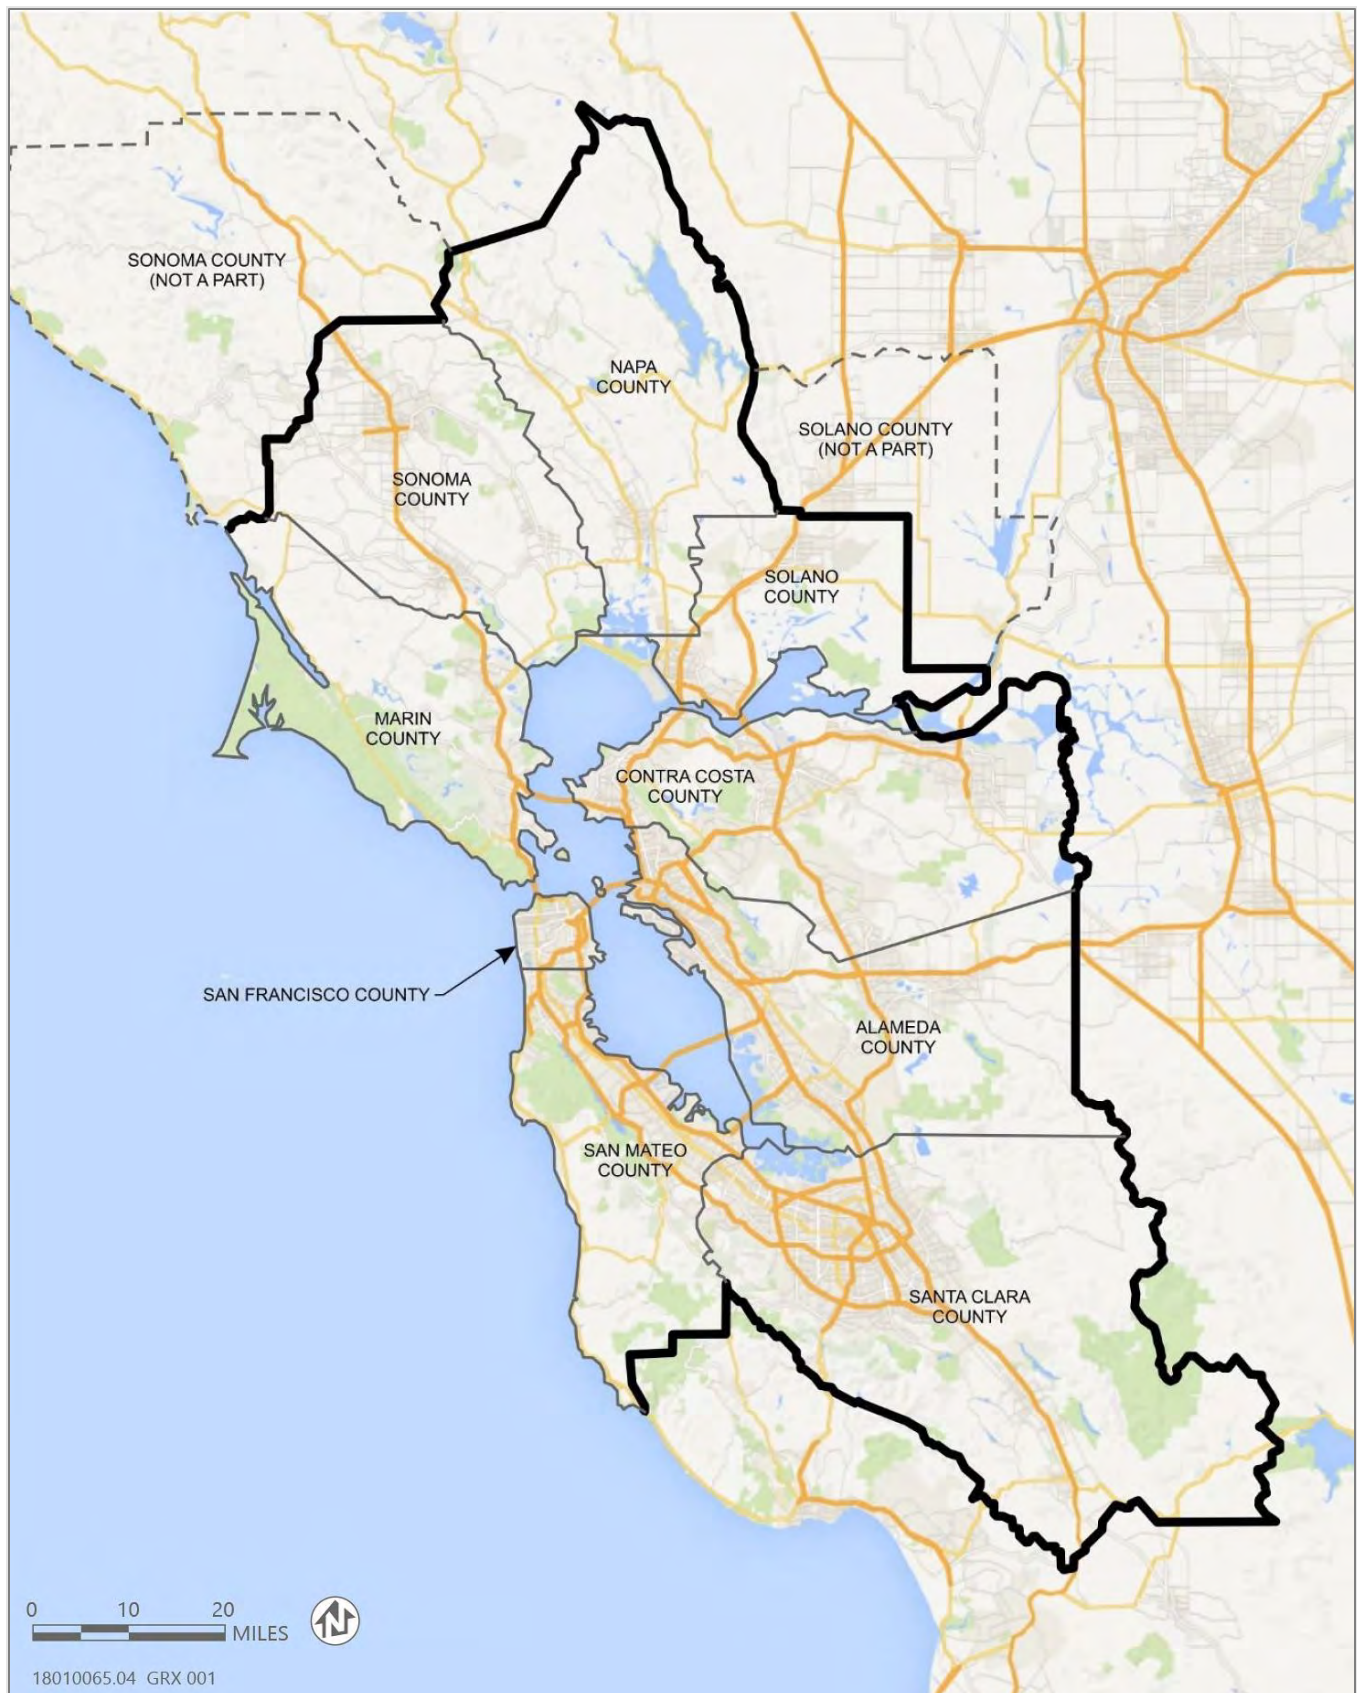 SONOMA COUNTY
(NOT A PART)
NAPA
COUNTY
SOLANO COUNTY
(NOT A PART)
SONOMA
COUNTY
SOLANO
COUNTY
MARIN
COUNTY
CONTRA COSTA
COUNTY
SAN FRANCISCO COUNTY
ALAMEDA
COUNTY
SAN MATEO
COUNTY
SANTA CLARA
COUNTY
0 10 20
MILES
N
18010065.04 GRX 001